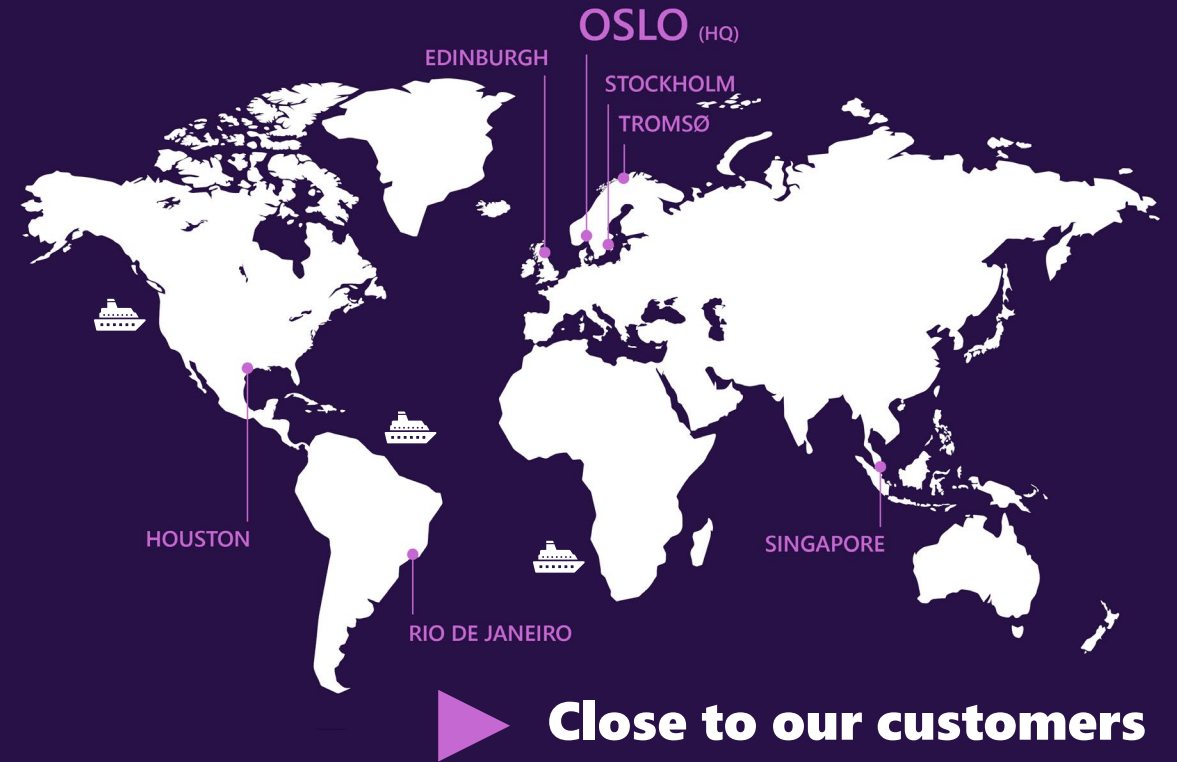 OSLO (HQ)
EDINBURGH
STOCKHOLM
TROMSØ
HOUSTON
SINGAPORE
RIO DE JANEIRO
Close to our customers